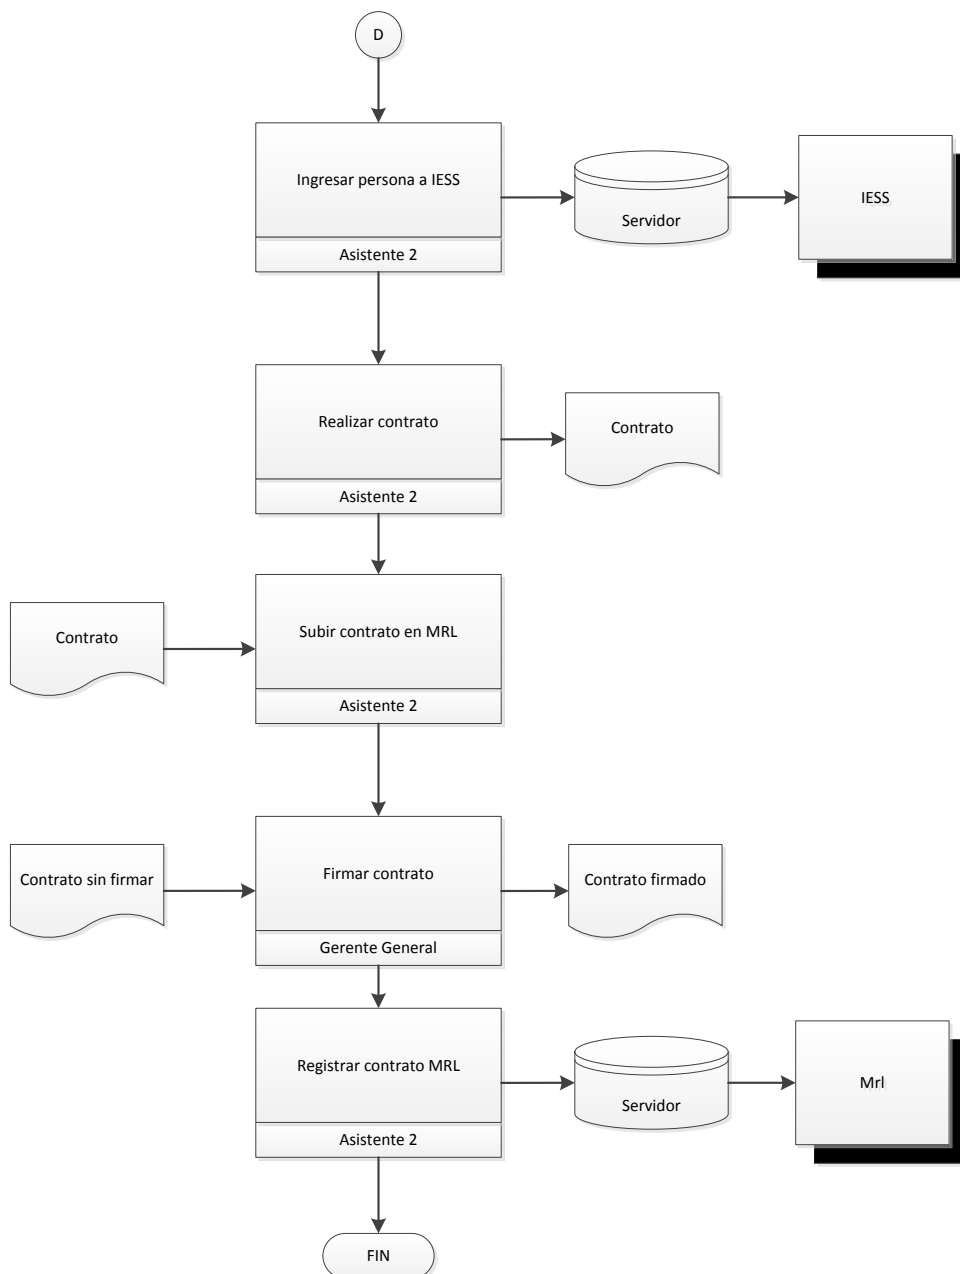 D
Ingresar persona a IESS
Asistente 2
Servidor
IESS
Realizar contrato
Asistente 2
Contrato
Contrato
Subir contrato en MRL
Asistente 2
Contrato sin firmar
Firmar contrato
Gerente General
Contrato firmado
Registrar contrato MRL
Asistente 2
Servidor
Mrl
FIN